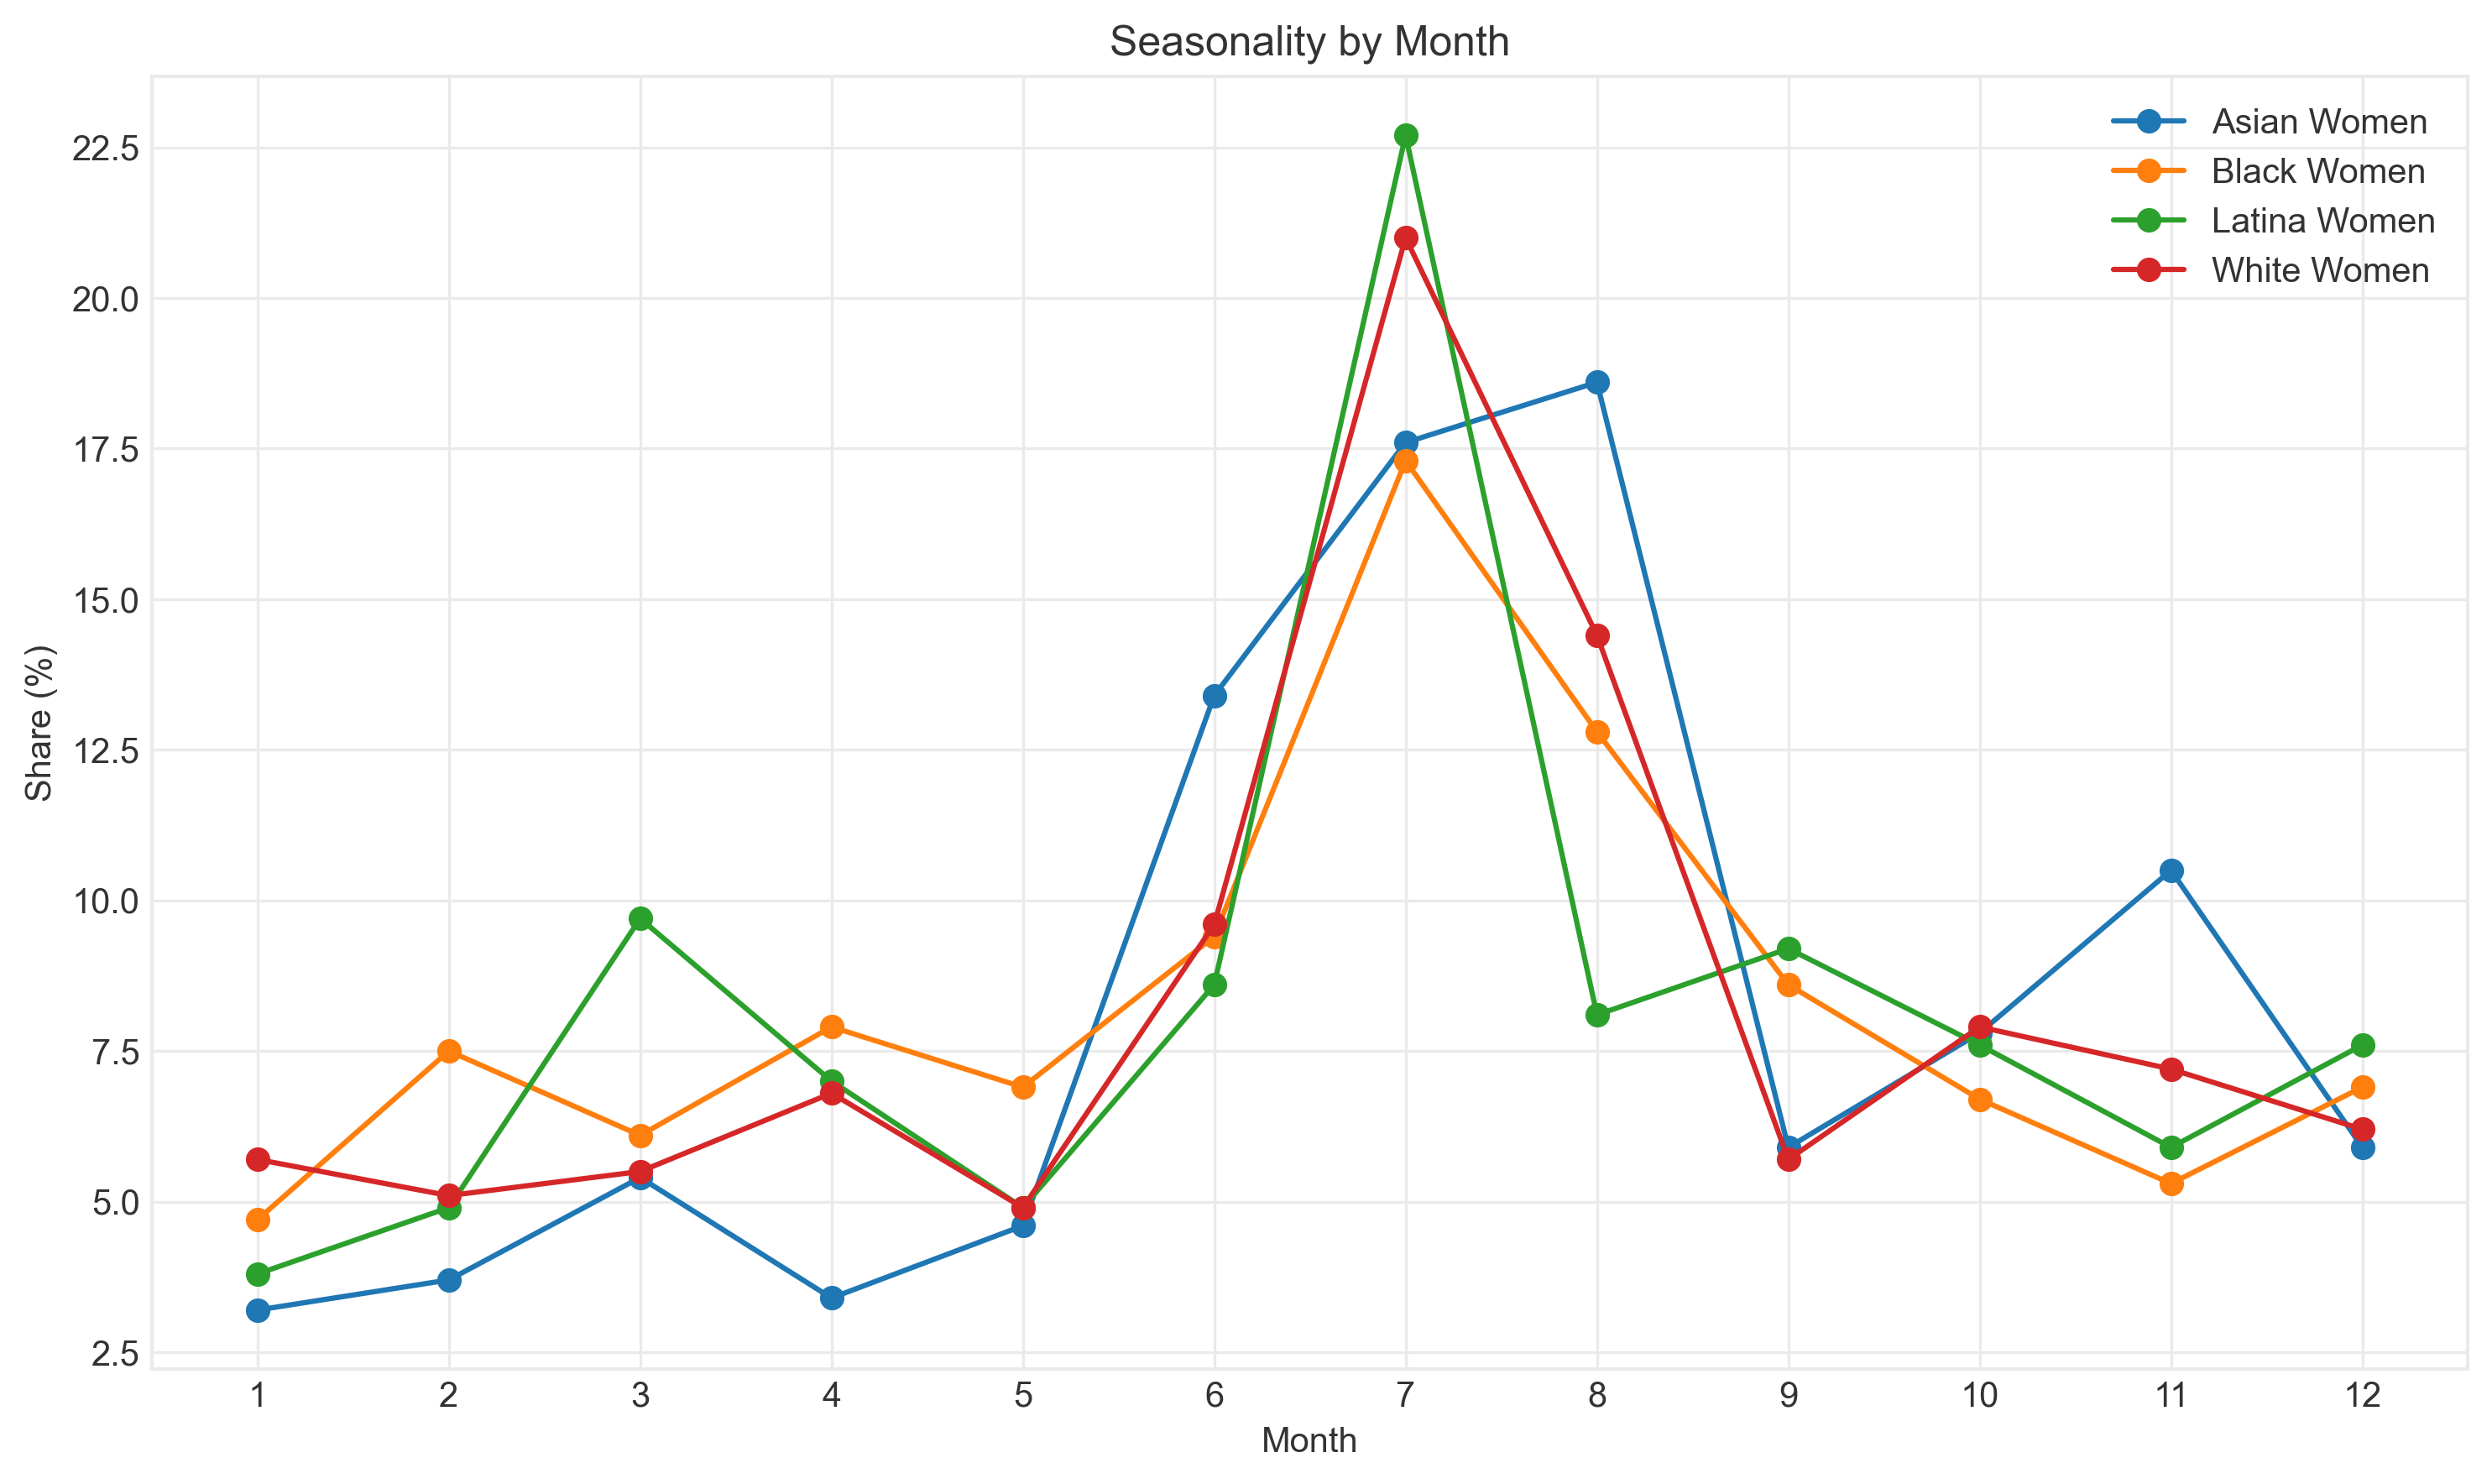 Seasonality by Month
Asian Women
Black Women
Latina Women
White Women
Share (%)
22.5
20.0
17.5
15.0
12.5
10.0
7.5
5.0
2.5
1 2 3 4 5 6 7 8 9 10 11 12
Month